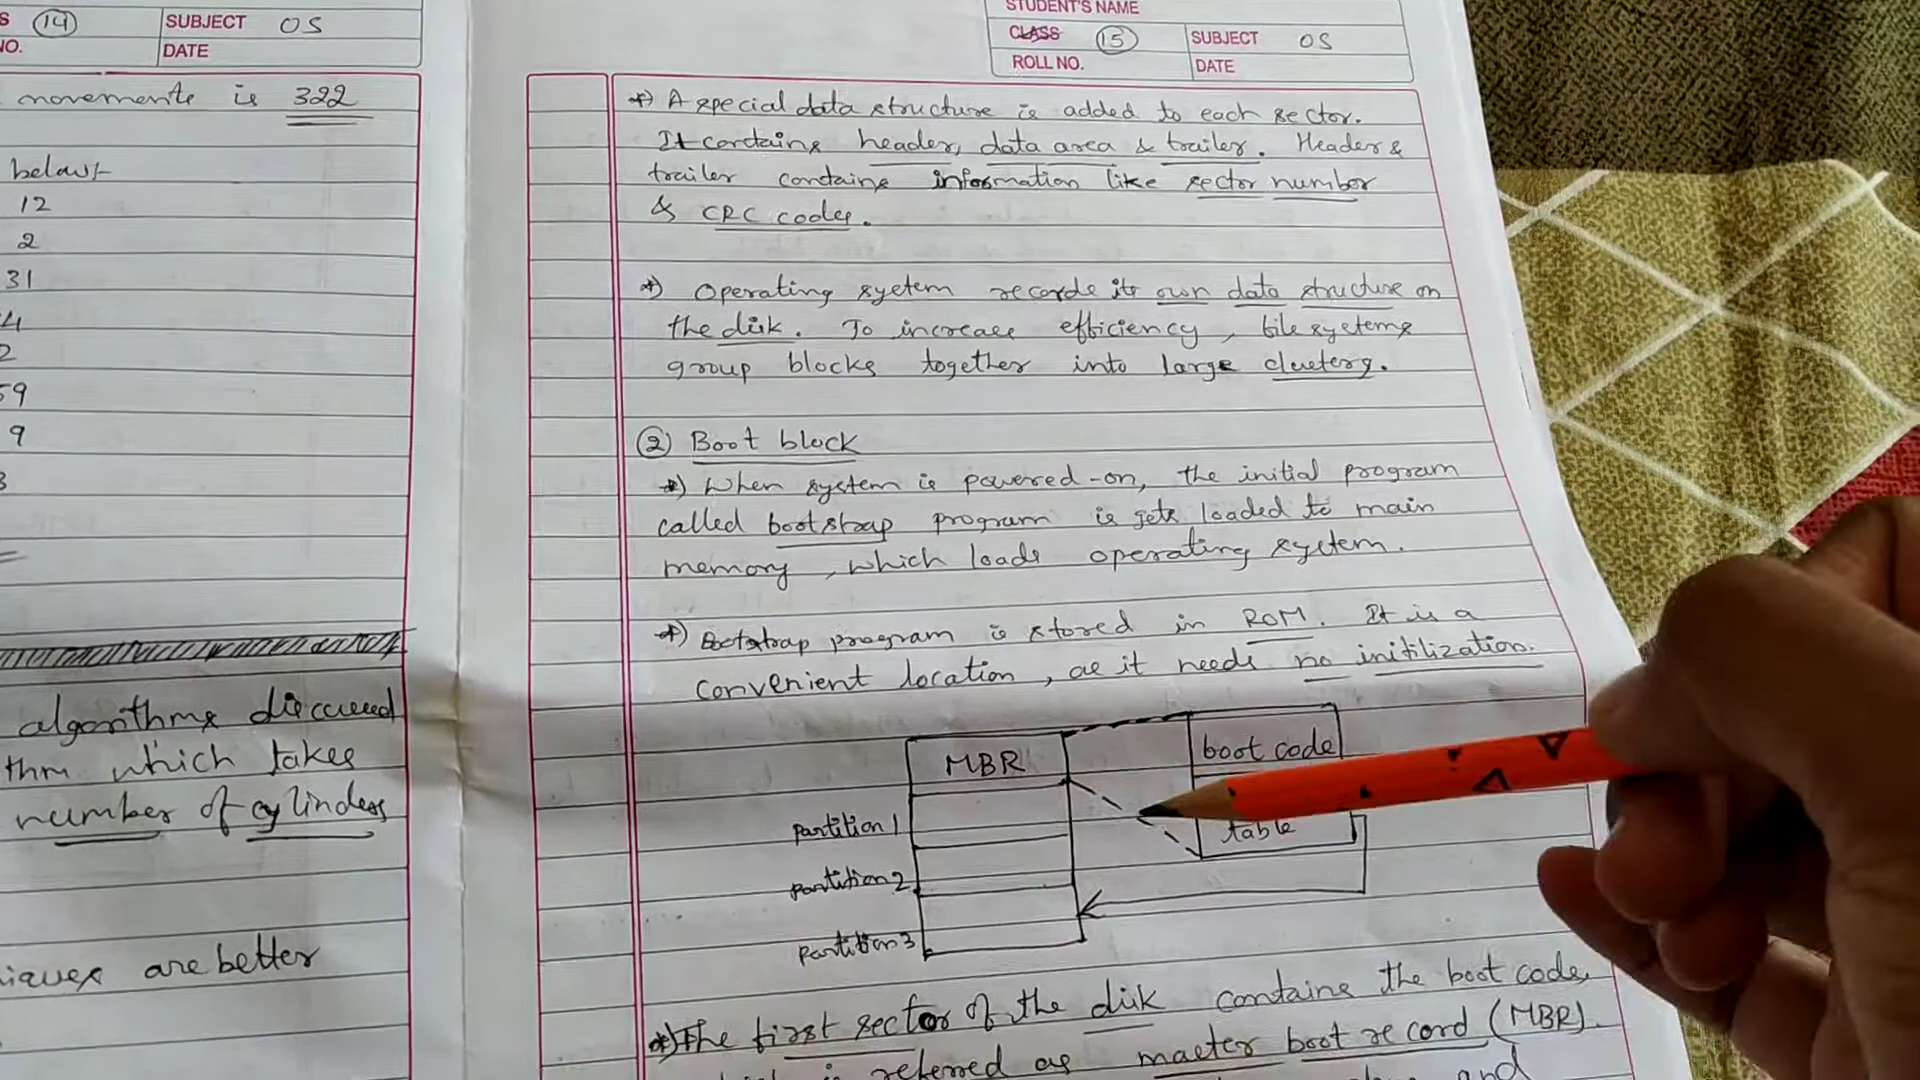 S 14 SUBJECT OS
NO. DATE
movements is 322
below:-
12
2
31
4
2
59
9
3
algorithms discussed
thm which takes
number of cylinders
iques are better
STUDENT'S NAME
CLASS 15 SUBJECT OS
ROLL NO. DATE
*) A special data structure is added to each sector.
It contains header, data area & trailer. Header &
trailer contains information like sector number
& CRC codes.
*) Operating system records its own data structure on
the disk. To increase efficiency, file systems
group blocks together into large clusters.
② Boot block
*) When system is powered-on, the initial program
called bootstrap program is gets loaded to main
memory, which loads operating system.
*) Bootstrap program is stored in ROM. It is a
convenient location, as it needs no initilization.
MBR boot code
partition 1 table
partition 2
partition 3
*) The first sector of the disk contains the boot code,
is referred as master boot record (MBR).
and